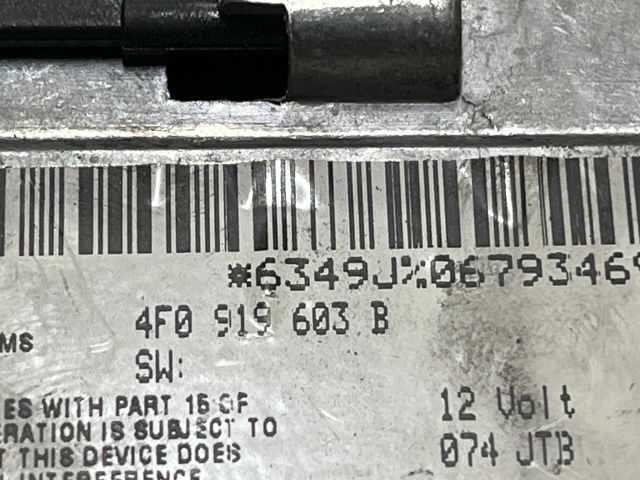 *6349J%0679346
4F0 919 603 B
MS
SW:
ES WITH PART 15 OF
12 Volt
ERATION IS SUBJECT TO
074 JTB
T THIS DEVICE DOES
INTERFERENCE